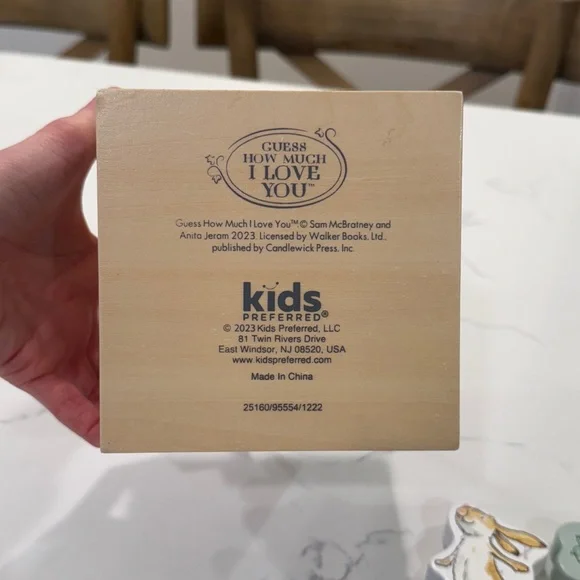 GUESS
HOW MUCH
I LOVE
YOU™
Guess How Much I Love You™ © Sam McBratney and
Anita Jeram 2023. Licensed by Walker Books. Ltd.,
published by Candlewick Press. Inc.
kids
PREFERRED®
© 2023 Kids Preferred, LLC
81 Twin Rivers Drive
East Windsor, NJ 08520, USA
www.kidspreferred.com
Made In China
25160/95554/1222